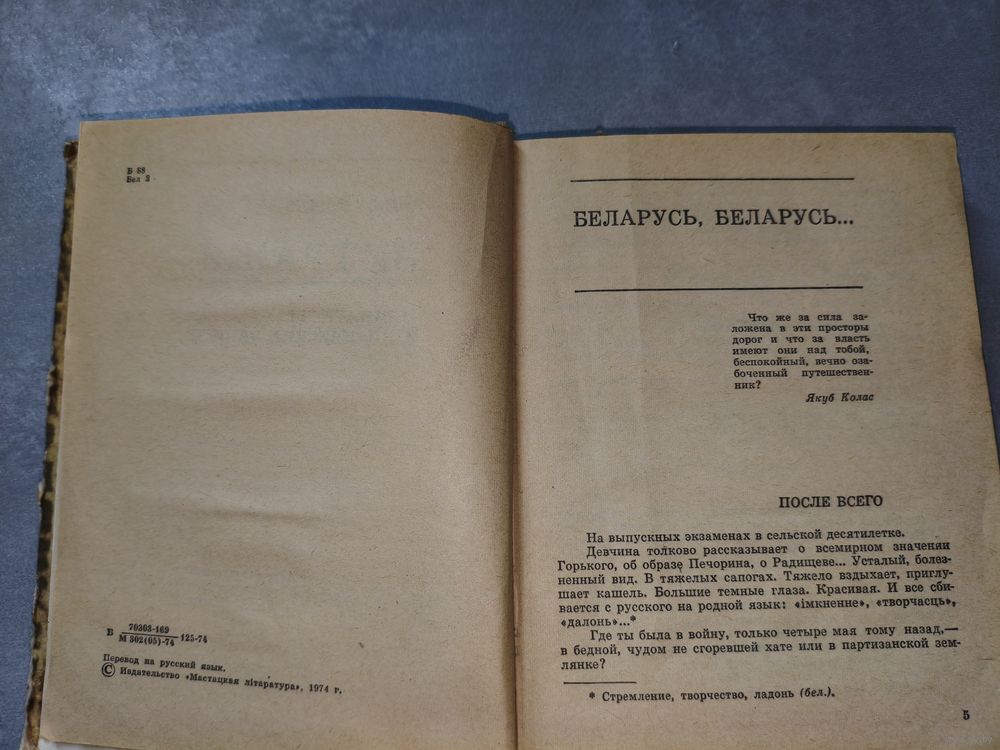 Б 88
Бел 2
Б 70303-169
М 302(05)-74 125-74
Перевод на русский язык.
© Издательство «Мастацкая літаратура», 1974 г.
БЕЛАРУСЬ, БЕЛАРУСЬ...
Что же за сила за-
ложена в эти просторы
дорог и что за власть
имеют они над тобой,
беспокойный, вечно оза-
боченный путешествен-
ник?
Якуб Колас
ПОСЛЕ ВСЕГО
На выпускных экзаменах в сельской десятилетке.
Девчина толково рассказывает о всемирном значении
Горького, об образе Печорина, о Радищеве... Усталый, болез-
ненный вид. В тяжелых сапогах. Тяжело вздыхает, приглу-
шает кашель. Большие темные глаза. Красивая. И все сби-
вается с русского на родной язык: «імкненне», «творчасць»,
«далонь»...*
Где ты была в войну, только четыре мая тому назад,—
в бедной, чудом не сгоревшей хате или в партизанской зем-
лянке?
* Стремление, творчество, ладонь (бел.).
5